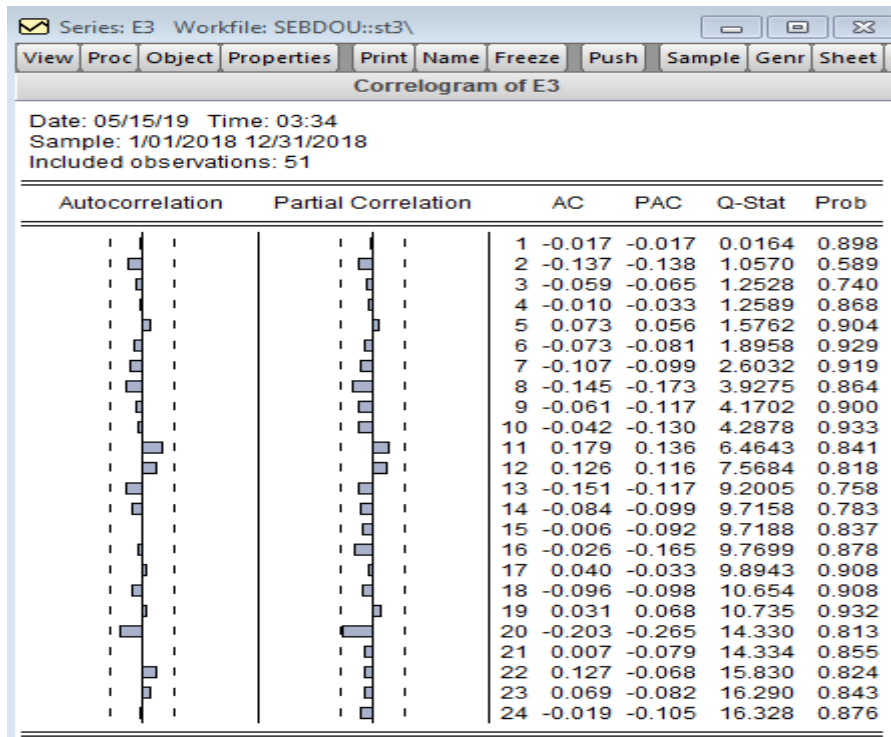 Series: E3 Workfile: SEBDOU::st3\
View Proc Object Properties Print Name Freeze Push Sample Genr Sheet
Correlogram of E3
Date: 05/15/19 Time: 03:34
Sample: 1/01/2018 12/31/2018
Included observations: 51
Autocorrelation Partial Correlation AC PAC Q-Stat Prob
1 -0.017 -0.017 0.0164 0.898
2 -0.137 -0.138 1.0570 0.589
3 -0.059 -0.065 1.2528 0.740
4 -0.010 -0.033 1.2589 0.868
5 0.073 0.056 1.5762 0.904
6 -0.073 -0.081 1.8958 0.929
7 -0.107 -0.099 2.6032 0.919
8 -0.145 -0.173 3.9275 0.864
9 -0.061 -0.117 4.1702 0.900
10 -0.042 -0.130 4.2878 0.933
11 0.179 0.136 6.4643 0.841
12 0.126 0.116 7.5684 0.818
13 -0.151 -0.117 9.2005 0.758
14 -0.084 -0.099 9.7158 0.783
15 -0.006 -0.092 9.7188 0.837
16 -0.026 -0.165 9.7699 0.878
17 0.040 -0.033 9.8943 0.908
18 -0.096 -0.098 10.654 0.908
19 0.031 0.068 10.735 0.932
20 -0.203 -0.265 14.330 0.813
21 0.007 -0.079 14.334 0.855
22 0.127 -0.068 15.830 0.824
23 0.069 -0.082 16.290 0.843
24 -0.019 -0.105 16.328 0.876